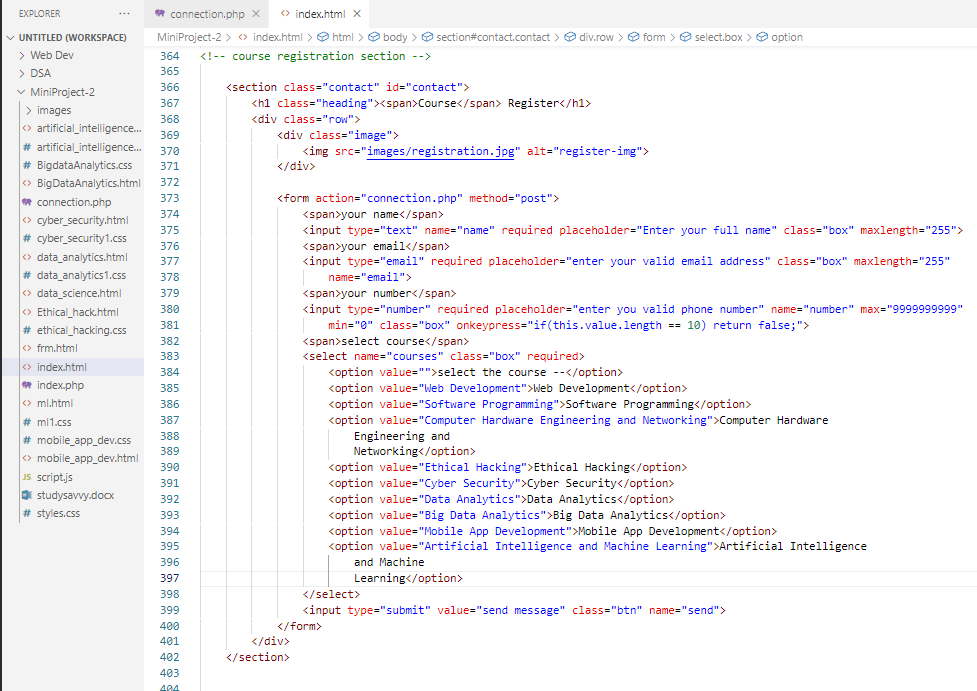 EXPLORER ···
connection.php × <> index.html ×
UNTITLED (WORKSPACE)
MiniProject-2 > <> index.html > html > body > section#contact.contact > div.row > form > select.box > option
> Web Dev
> DSA
MiniProject-2
> images
<> artificial_intelligence...
# artificial_intelligence...
# BigdataAnalytics.css
<> BigDataAnalytics.html
connection.php
<> cyber_security.html
# cyber_security1.css
<> data_analytics.html
# data_analytics1.css
<> data_science.html
<> Ethical_hack.html
# ethical_hacking.css
<> frm.html
<> index.html
index.php
<> ml.html
# ml1.css
# mobile_app_dev.css
<> mobile_app_dev.html
JS script.js
studysavvy.docx
# styles.css
364 <!-- course registration section -->
365
366 <section class="contact" id="contact">
367 <h1 class="heading"><span>Course</span> Register</h1>
368 <div class="row">
369 <div class="image">
370 <img src="images/registration.jpg" alt="register-img">
371 </div>
372
373 <form action="connection.php" method="post">
374 <span>your name</span>
375 <input type="text" name="name" required placeholder="Enter your full name" class="box" maxlength="255">
376 <span>your email</span>
377 <input type="email" required placeholder="enter your valid email address" class="box" maxlength="255"
378 name="email">
379 <span>your number</span>
380 <input type="number" required placeholder="enter you valid phone number" name="number" max="9999999999"
381 min="0" class="box" onkeypress="if(this.value.length == 10) return false;">
382 <span>select course</span>
383 <select name="courses" class="box" required>
384 <option value="">select the course --</option>
385 <option value="Web Development">Web Development</option>
386 <option value="Software Programming">Software Programming</option>
387 <option value="Computer Hardware Engineering and Networking">Computer Hardware
388 Engineering and
389 Networking</option>
390 <option value="Ethical Hacking">Ethical Hacking</option>
391 <option value="Cyber Security">Cyber Security</option>
392 <option value="Data Analytics">Data Analytics</option>
393 <option value="Big Data Analytics">Big Data Analytics</option>
394 <option value="Mobile App Development">Mobile App Development</option>
395 <option value="Artificial Intelligence and Machine Learning">Artificial Intelligence
396 and Machine
397 Learning</option>
398 </select>
399 <input type="submit" value="send message" class="btn" name="send">
400 </form>
401 </div>
402 </section>
403
404